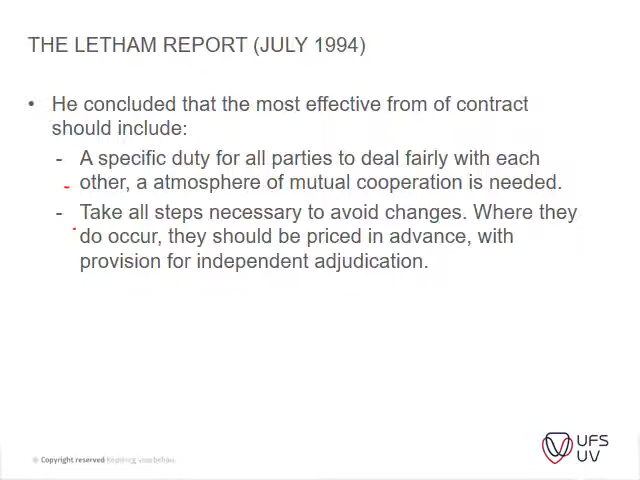 THE LETHAM REPORT (JULY 1994)
• He concluded that the most effective from of contract
should include:
- A specific duty for all parties to deal fairly with each
other, a atmosphere of mutual cooperation is needed.
- Take all steps necessary to avoid changes. Where they
do occur, they should be priced in advance, with
provision for independent adjudication.
© Copyright reserved Kopiereg voorbehou
UFS
UV